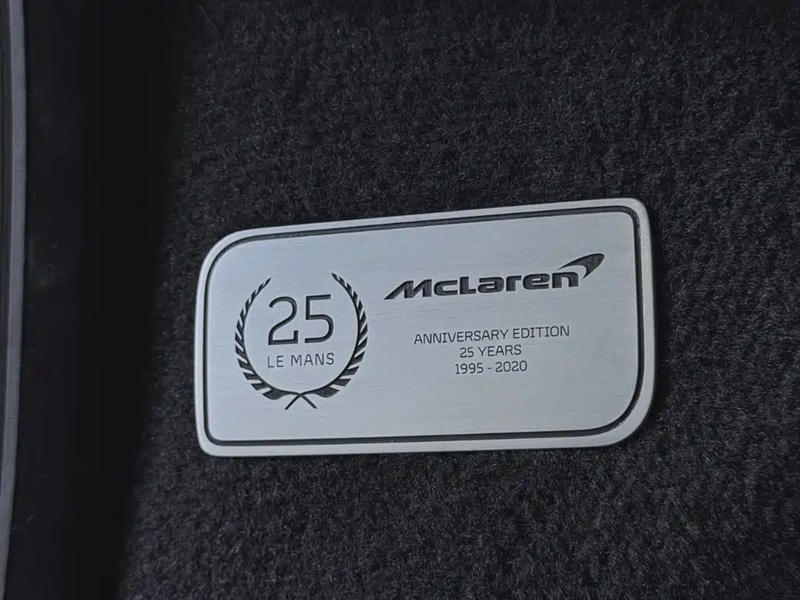 25
LE MANS
McLaren
ANNIVERSARY EDITION
25 YEARS
1995 - 2020